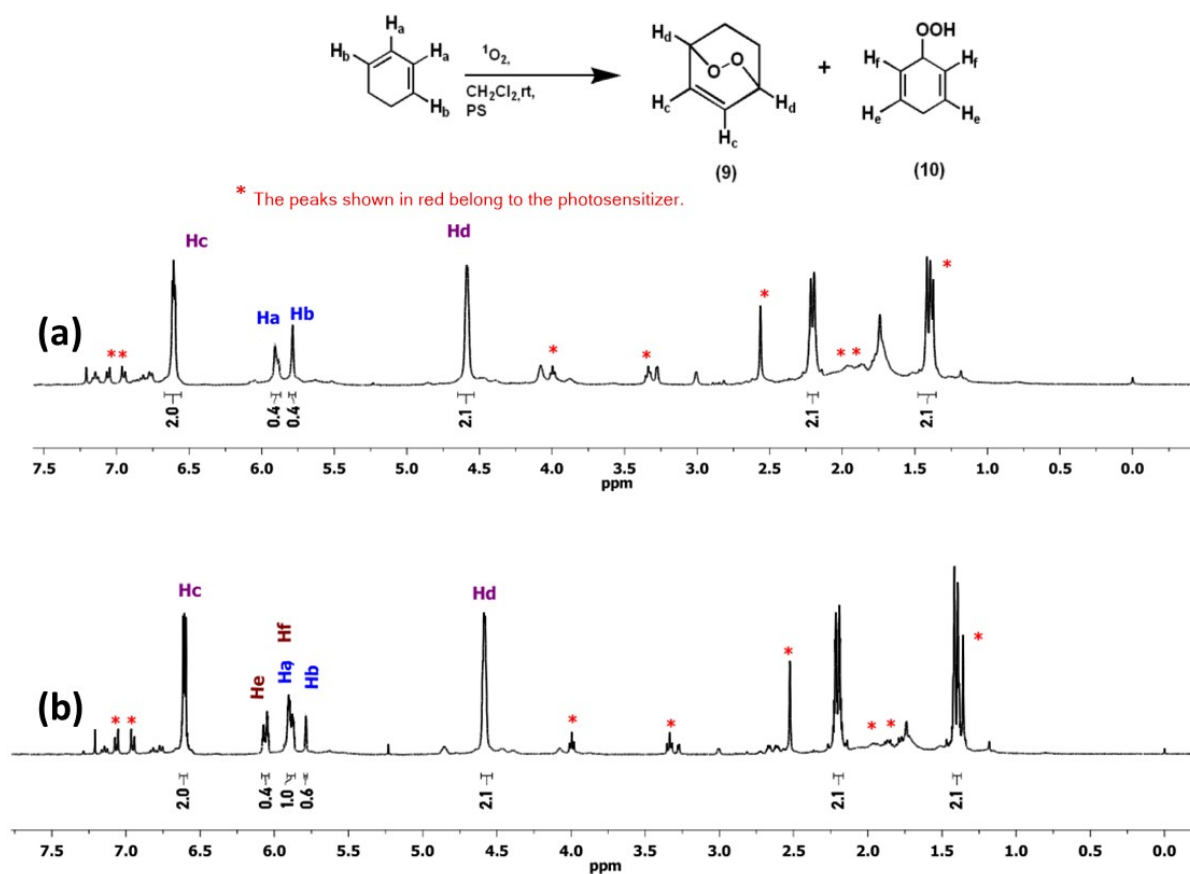 Ha
Hb Ha
Hb
¹O₂,
CH₂Cl₂,rt,
PS
Hd
O-O
Hc Hd
Hc
(9)
+
OOH
Hf Hf
He He
(10)
* The peaks shown in red belong to the photosensitizer.
(a)
Hc Ha Hb Hd * * * * * * * *
2.0 0.4 0.4 2.1 2.1 2.1
7.5 7.0 6.5 6.0 5.5 5.0 4.5 4.0 3.5 3.0 2.5 2.0 1.5 1.0 0.5 0.0
ppm
(b)
Hc He Hf Ha Hb Hd * * * * * * * *
2.0 0.4 1.0 0.6 2.1 2.1 2.1
7.5 7.0 6.5 6.0 5.5 5.0 4.5 4.0 3.5 3.0 2.5 2.0 1.5 1.0 0.5 0.0
ppm